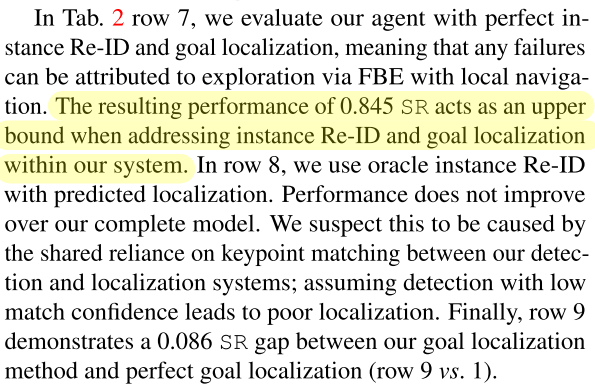 In Tab. 2 row 7, we evaluate our agent with perfect in-
stance Re-ID and goal localization, meaning that any failures
can be attributed to exploration via FBE with local naviga-
tion. The resulting performance of 0.845 SR acts as an upper
bound when addressing instance Re-ID and goal localization
within our system. In row 8, we use oracle instance Re-ID
with predicted localization. Performance does not improve
over our complete model. We suspect this to be caused by
the shared reliance on keypoint matching between our detec-
tion and localization systems; assuming detection with low
match confidence leads to poor localization. Finally, row 9
demonstrates a 0.086 SR gap between our goal localization
method and perfect goal localization (row 9 vs. 1).